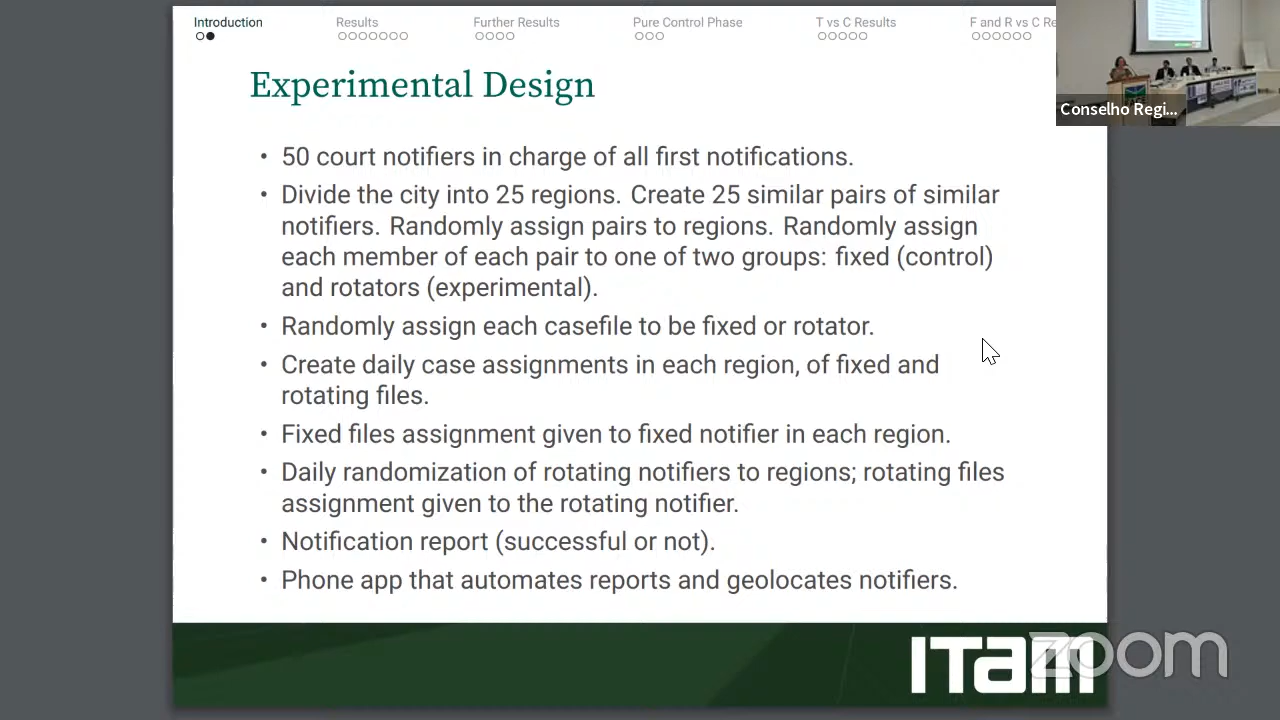 Introduction
Results
Further Results
Pure Control Phase
T vs C Results
F and R vs C Re
Conselho Regi...
Experimental Design
• 50 court notifiers in charge of all first notifications.
• Divide the city into 25 regions. Create 25 similar pairs of similar
notifiers. Randomly assign pairs to regions. Randomly assign
each member of each pair to one of two groups: fixed (control)
and rotators (experimental).
• Randomly assign each casefile to be fixed or rotator.
• Create daily case assignments in each region, of fixed and
rotating files.
• Fixed files assignment given to fixed notifier in each region.
• Daily randomization of rotating notifiers to regions; rotating files
assignment given to the rotating notifier.
• Notification report (successful or not).
• Phone app that automates reports and geolocates notifiers.
ITam
zoom